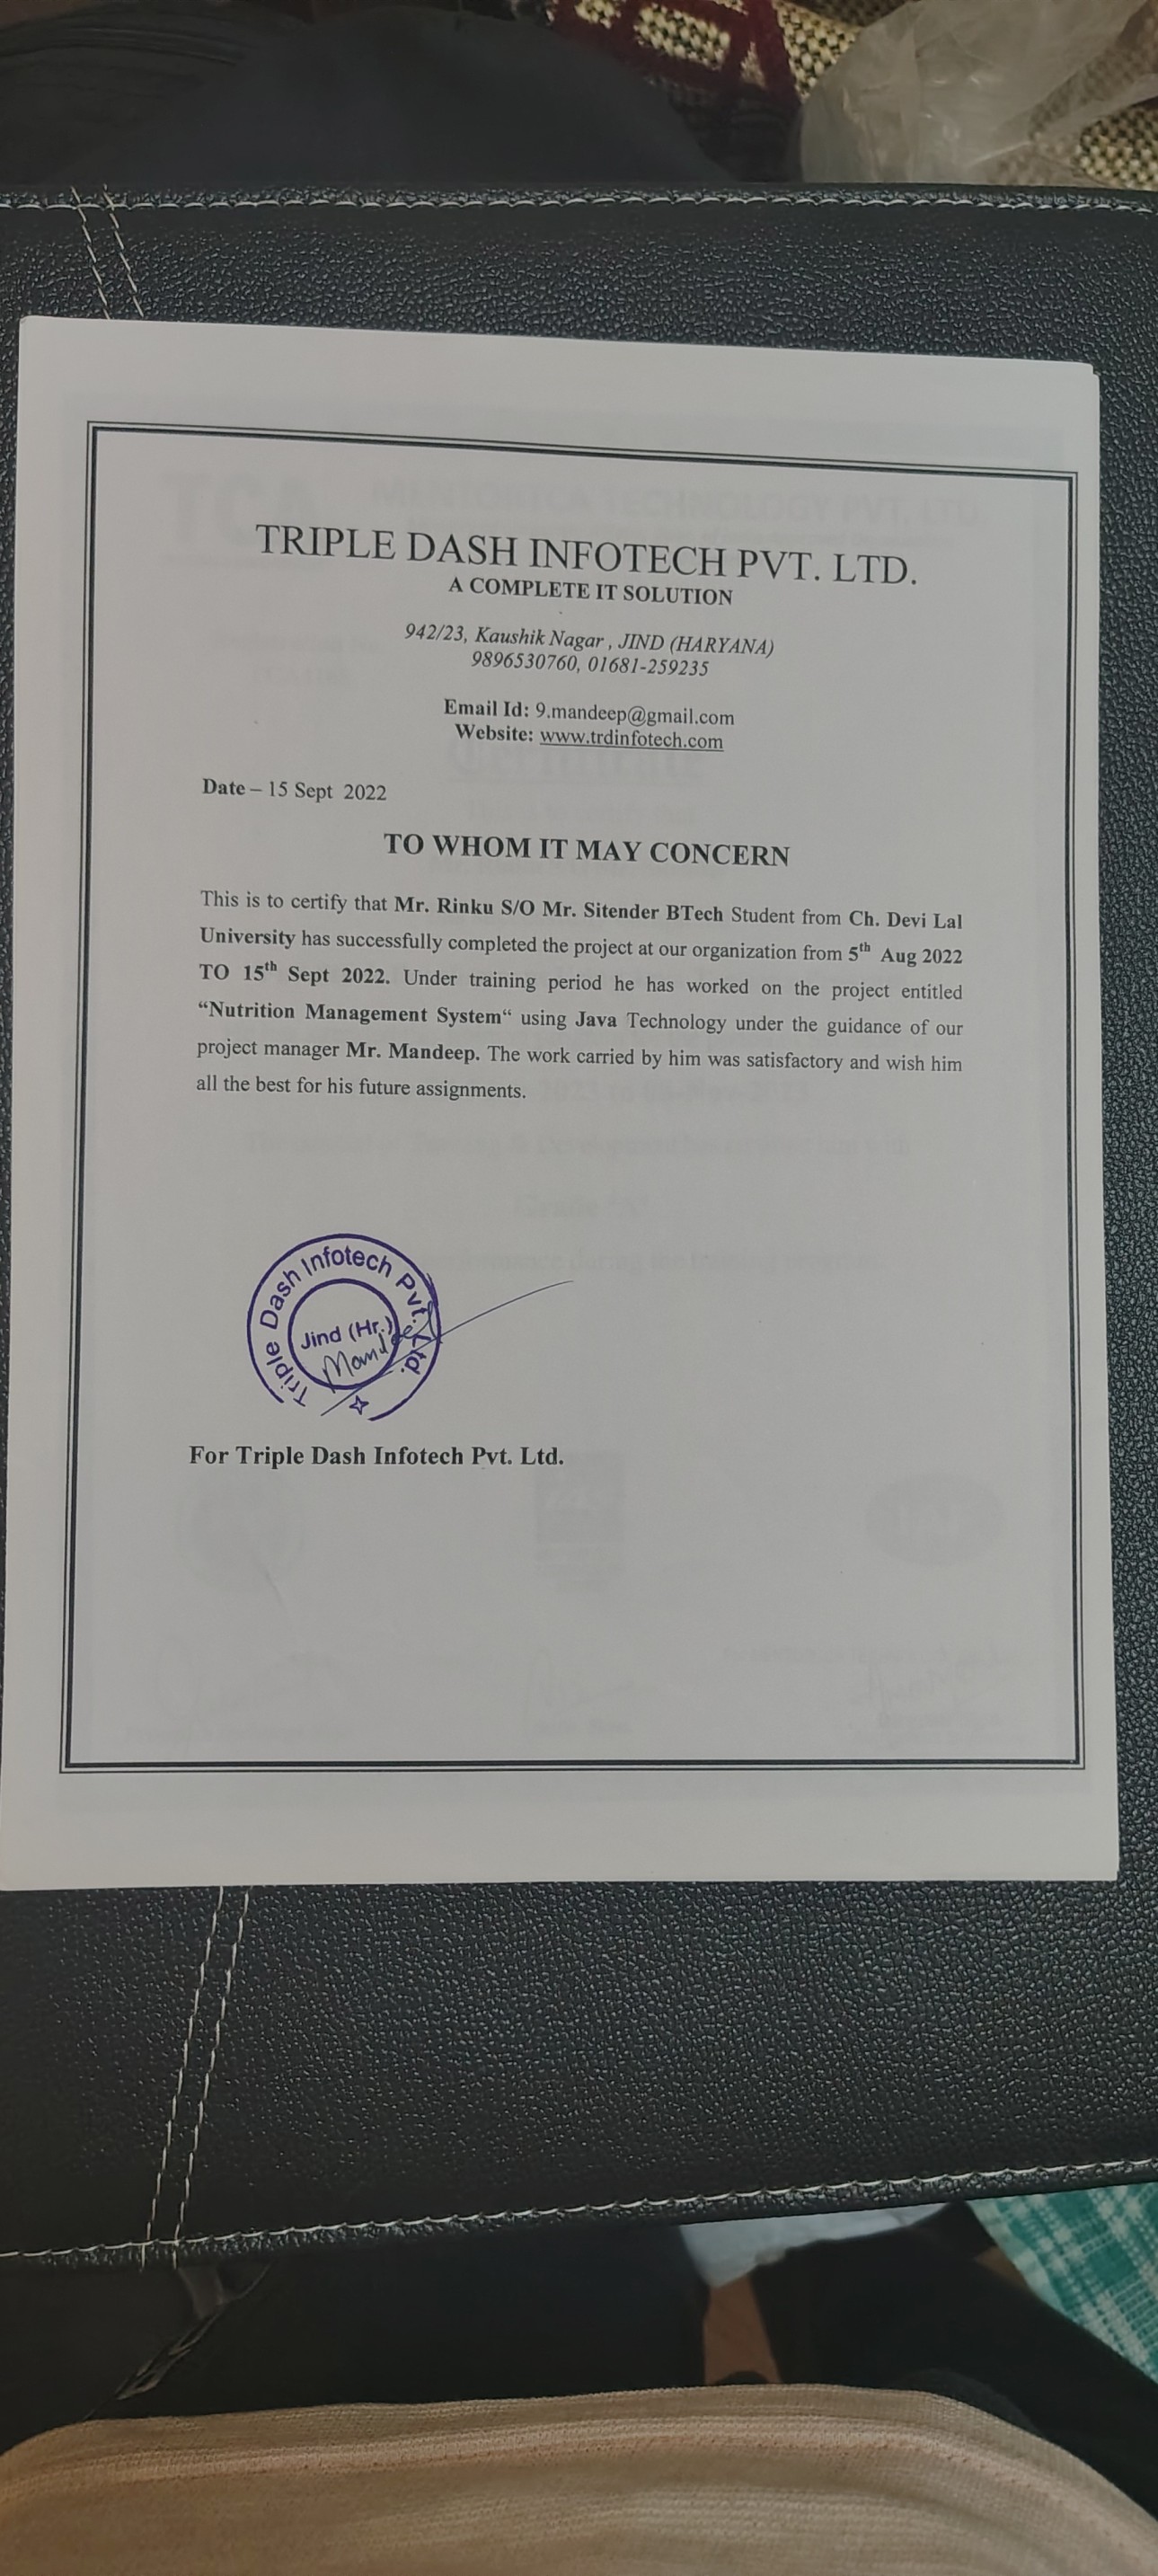 TRIPLE DASH INFOTECH PVT. LTD.
A COMPLETE IT SOLUTION
942/23, Kaushik Nagar , JIND (HARYANA)
9896530760, 01681-259235
Email Id: 9.mandeep@gmail.com
Website: www.trdinfotech.com
Date – 15 Sept 2022
TO WHOM IT MAY CONCERN
This is to certify that Mr. Rinku S/O Mr. Sitender BTech Student from Ch. Devi Lal
University has successfully completed the project at our organization from 5th Aug 2022
TO 15th Sept 2022. Under training period he has worked on the project entitled
“Nutrition Management System“ using Java Technology under the guidance of our
project manager Mr. Mandeep. The work carried by him was satisfactory and wish him
all the best for his future assignments.
Triple Dash Infotech Pvt. Ltd.
Jind (Hr.)
For Triple Dash Infotech Pvt. Ltd.